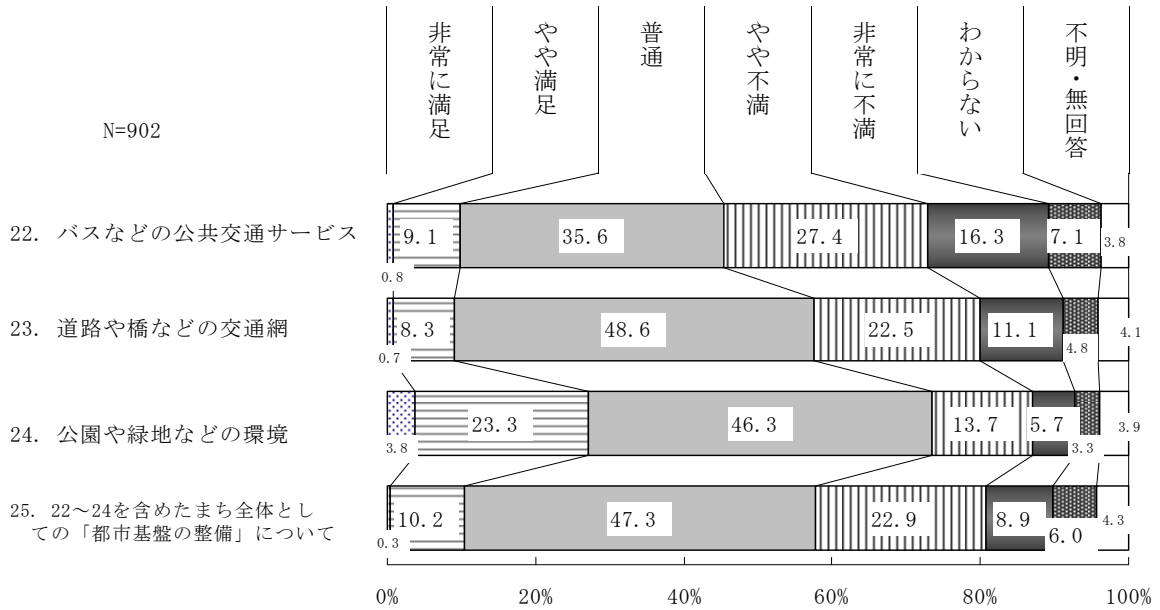 非常に満足
やや満足
普通
やや不満
非常に不満
わからない
不明・無回答
N=902
22. バスなどの公共交通サービス
0.8
9.1
35.6
27.4
16.3
7.1
3.8
23. 道路や橋などの交通網
0.7
8.3
48.6
22.5
11.1
4.8
4.1
24. 公園や緑地などの環境
3.8
23.3
46.3
13.7
5.7
3.3
3.9
25. 22～24を含めたまち全体とし
ての「都市基盤の整備」について
0.3
10.2
47.3
22.9
8.9
6.0
4.3
0%
20%
40%
60%
80%
100%